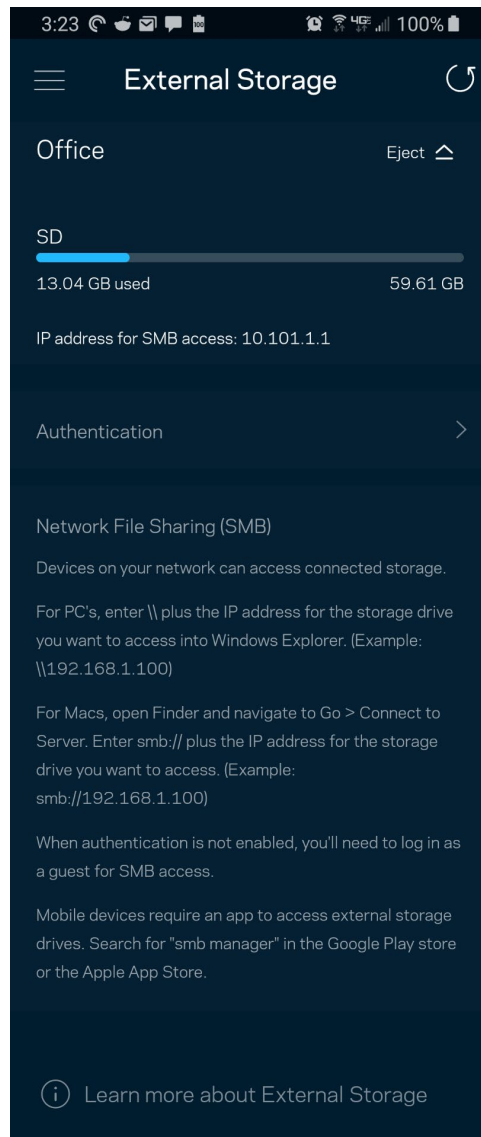 3:23 100 4GE 100%
External Storage
Office Eject
SD
13.04 GB used 59.61 GB
IP address for SMB access: 10.101.1.1
Authentication
Network File Sharing (SMB)
Devices on your network can access connected storage.
For PC's, enter \\ plus the IP address for the storage drive
you want to access into Windows Explorer. (Example:
\\192.168.1.100)
For Macs, open Finder and navigate to Go > Connect to
Server. Enter smb:// plus the IP address for the storage
drive you want to access. (Example:
smb://192.168.1.100)
When authentication is not enabled, you'll need to log in as
a guest for SMB access.
Mobile devices require an app to access external storage
drives. Search for "smb manager" in the Google Play store
or the Apple App Store.
Learn more about External Storage